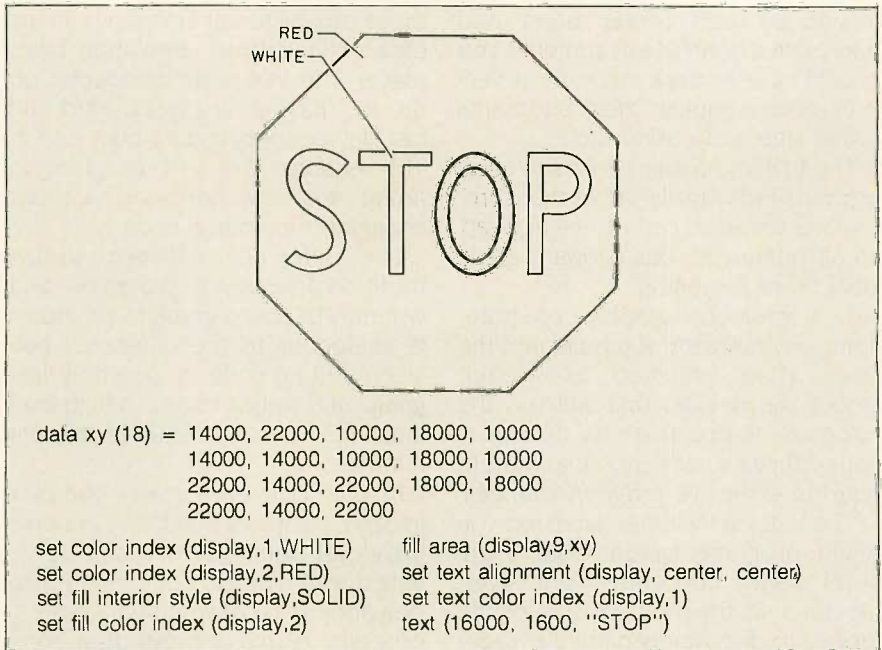 RED
WHITE
STOP
data xy (18) = 14000, 22000, 10000, 18000, 10000
14000, 14000, 10000, 18000, 10000
22000, 14000, 22000, 18000, 18000
22000, 14000, 22000
set color index (display,1,WHITE)
set color index (display,2,RED)
set fill interior style (display,SOLID)
set fill color index (display,2)
fill area (display,9,xy)
set text alignment (display, center, center)
set text color index (display,1)
text (16000, 1600, "STOP")